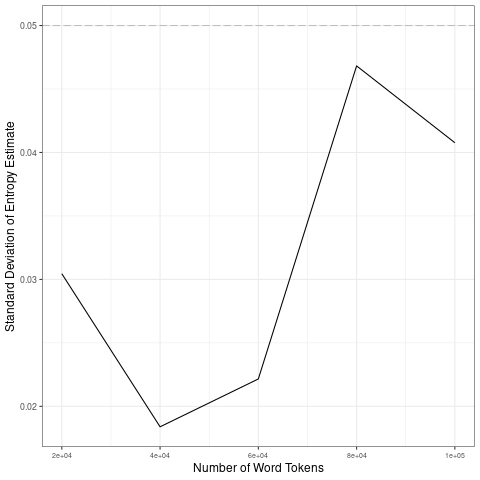 0.05
0.04
0.03
0.02
Standard Deviation of Entropy Estimate
2e+04 4e+04 6e+04 8e+04 1e+05
Number of Word Tokens